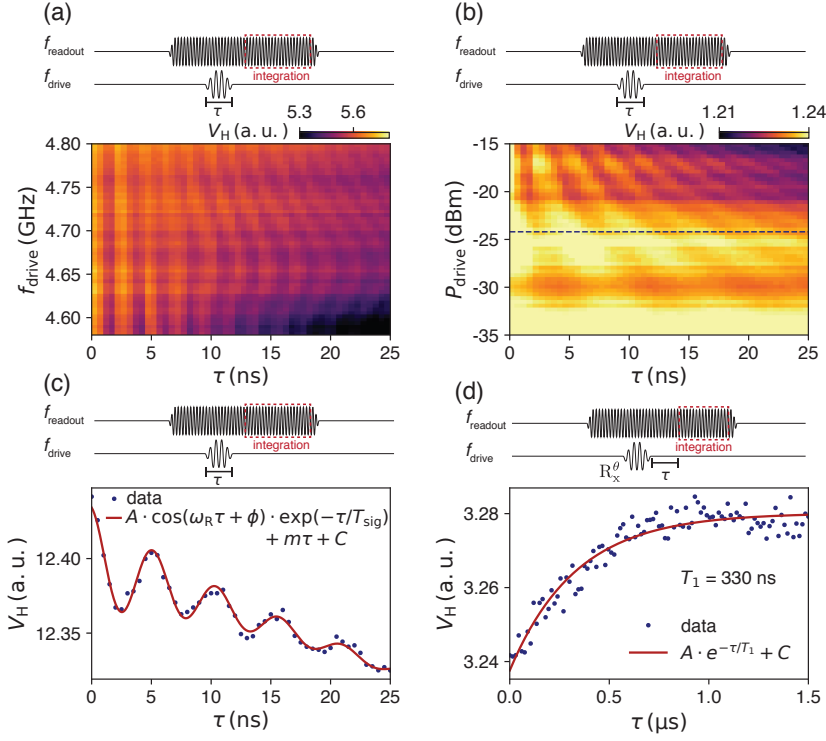 (a)
f_readout
f_drive
integration
τ
V_H (a. u.)
5.3 5.6
4.80
4.75
4.70
4.65
4.60
f_drive (GHz)
0 5 10 15 20 25
τ (ns)
(b)
f_readout
f_drive
integration
τ
V_H (a. u.)
1.21 1.24
-15
-20
-25
-30
-35
P_drive (dBm)
0 5 10 15 20 25
τ (ns)
(c)
f_readout
f_drive
integration
τ
data
A · cos(ω_R τ + ϕ) · exp(−τ/T_sig)
+ mτ + C
12.40
12.35
V_H (a. u.)
0 5 10 15 20 25
τ (ns)
(d)
f_readout
f_drive
integration
R_x^θ
τ
3.28
3.26
3.24
V_H (a. u.)
T_1 = 330 ns
data
A · e^{−τ/T_1} + C
0.0 0.5 1.0 1.5
τ (μs)